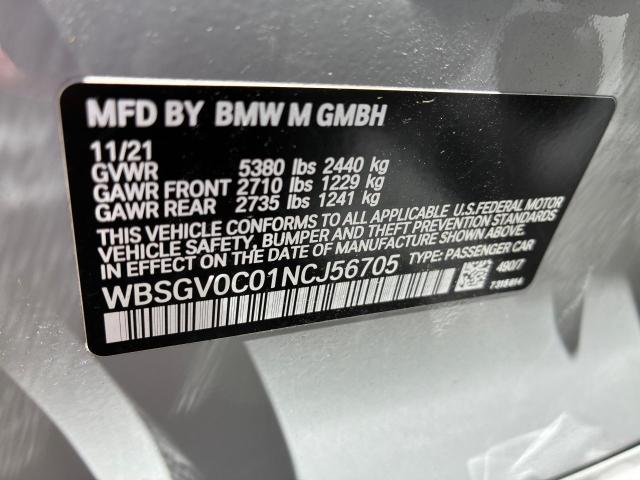 MFD BY BMW M GMBH
11/21
GVWR 5380 lbs 2440 kg
GAWR FRONT 2710 lbs 1229 kg
GAWR REAR 2735 lbs 1241 kg
THIS VEHICLE CONFORMS TO ALL APPLICABLE U.S.FEDERAL MOTOR
VEHICLE SAFETY, BUMPER AND THEFT PREVENTION STANDARDS
IN EFFECT ON THE DATE OF MANUFACTURE SHOWN ABOVE.
WBSGV0C01NCJ56705 TYPE: PASSENGER CAR
490/7